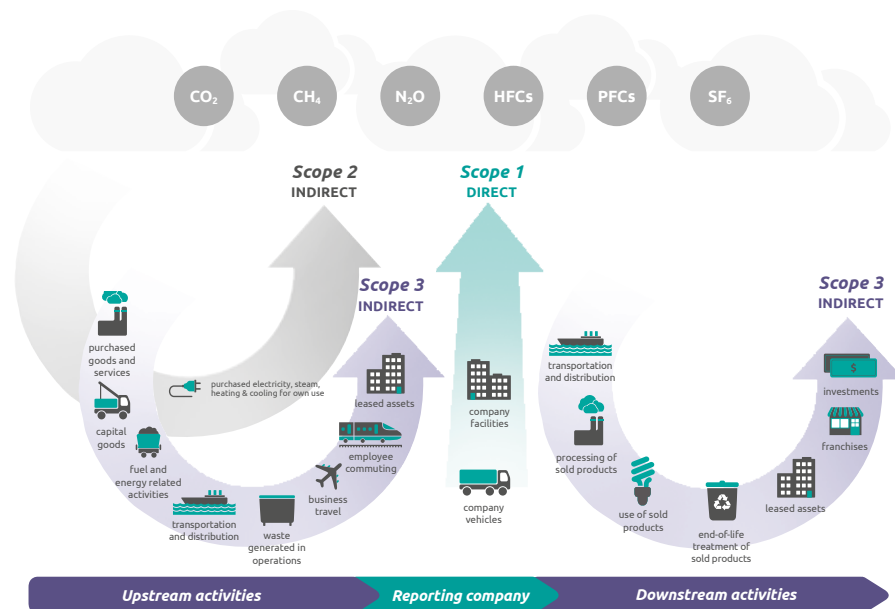 CO₂
CH₄
N₂O
HFCs
PFCs
SF₆
Scope 2
INDIRECT
Scope 1
DIRECT
Scope 3
INDIRECT
Scope 3
INDIRECT
purchased
goods and
services
capital
goods
fuel and
energy related
activities
transportation
and distribution
waste
generated in
operations
business
travel
employee
commuting
leased assets
purchased electricity, steam,
heating & cooling for own use
company
facilities
company
vehicles
transportation
and distribution
processing of
sold products
use of sold
products
end-of-life
treatment of
sold products
leased assets
franchises
$
investments
Upstream activities
Reporting company
Downstream activities